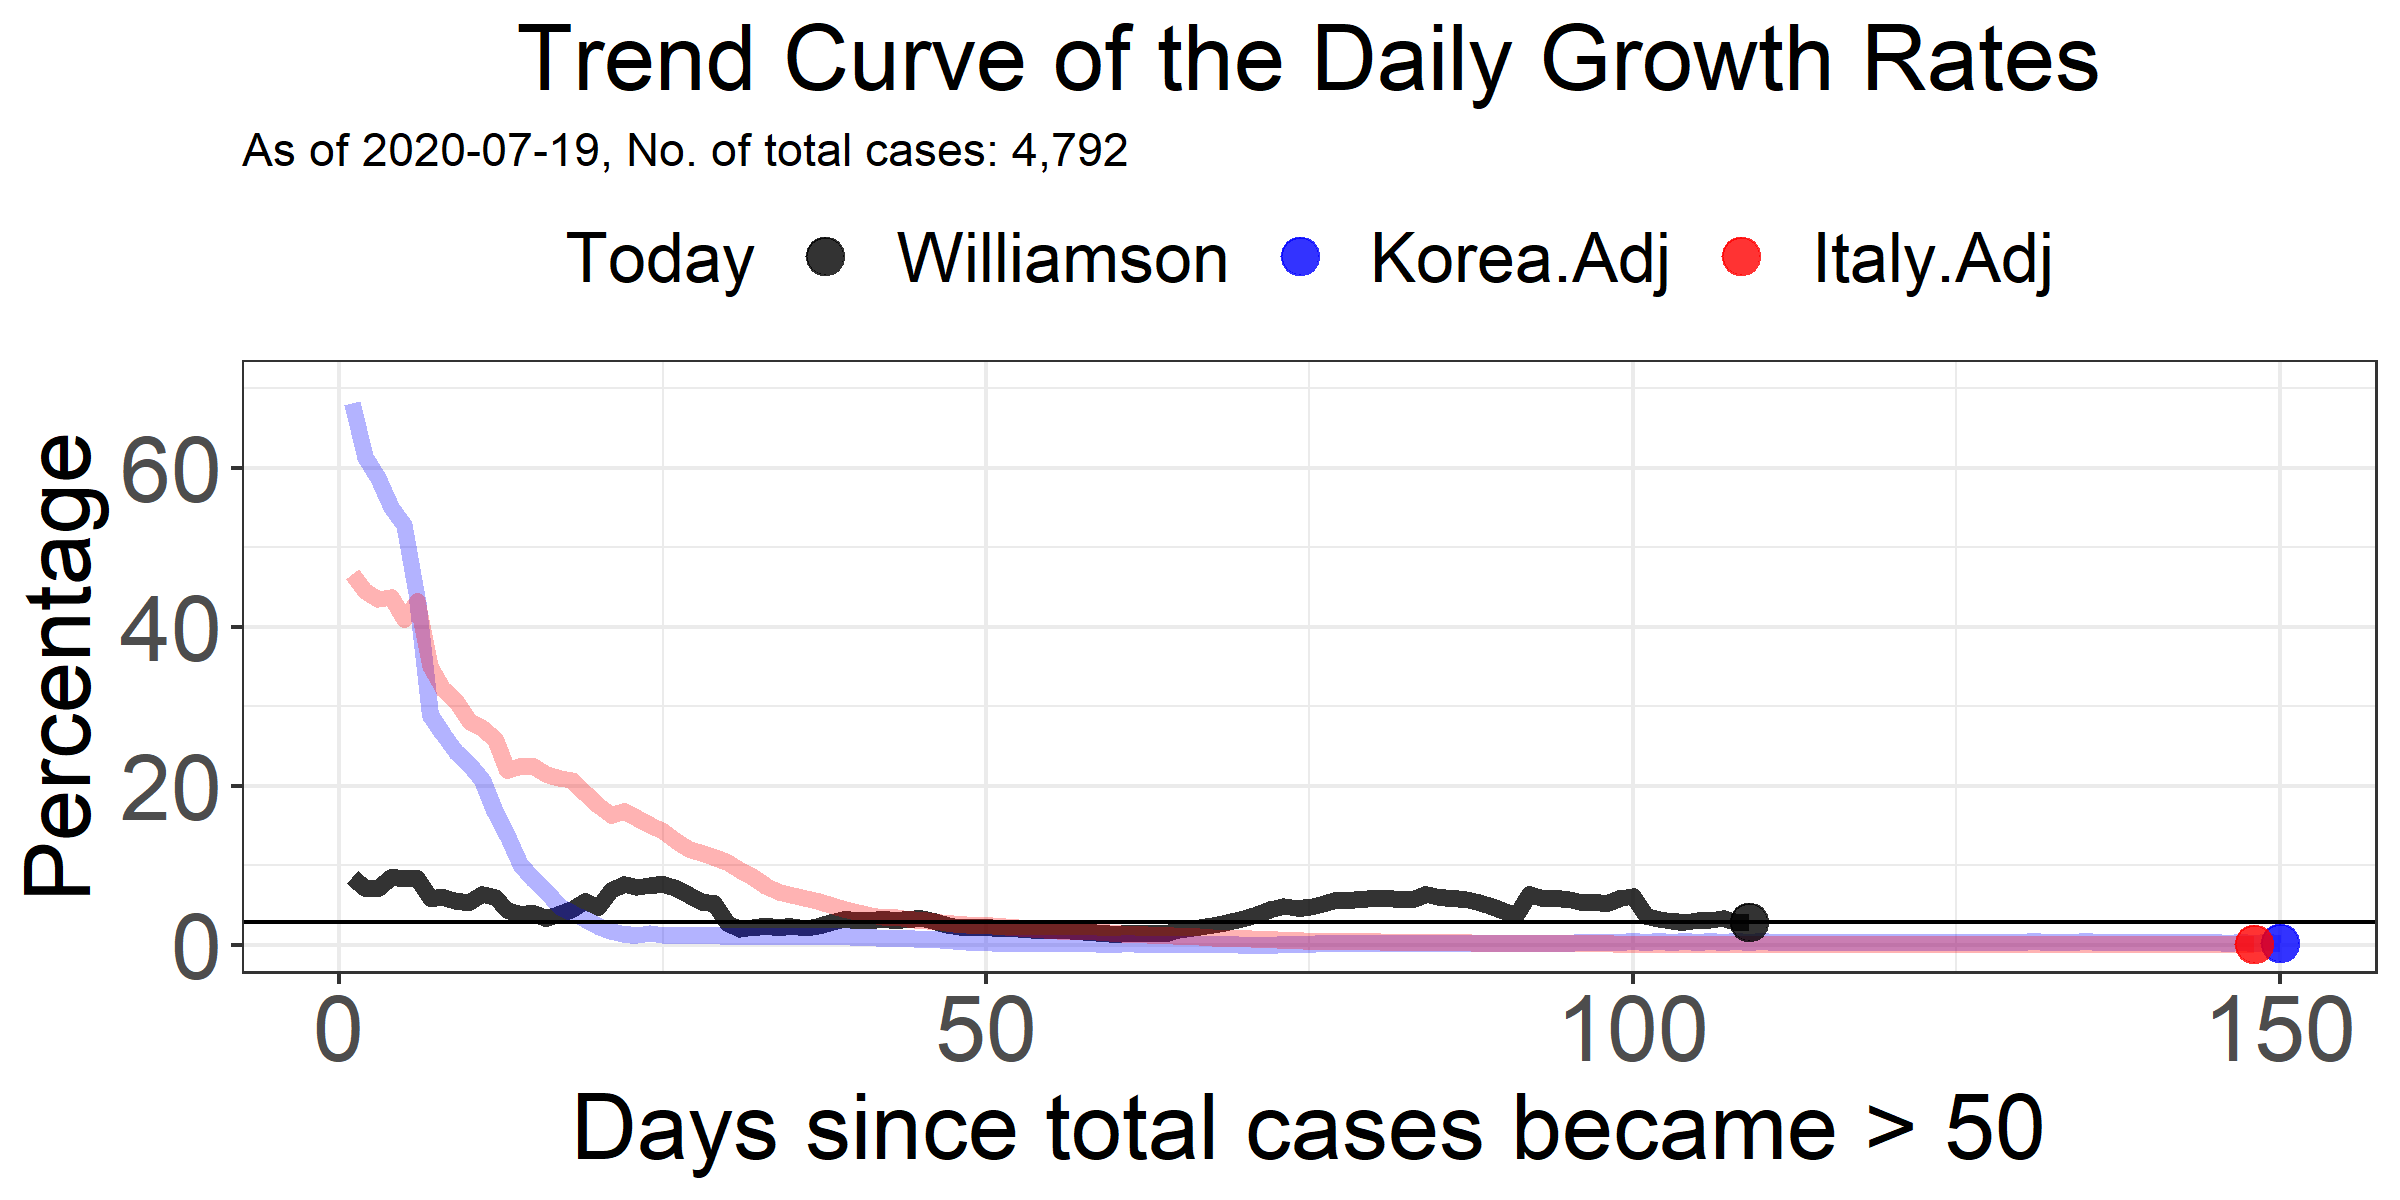 Trend Curve of the Daily Growth Rates
As of 2020-07-19, No. of total cases: 4,792
Today Williamson Korea.Adj Italy.Adj
Percentage
60
40
20
0
0 50 100 150
Days since total cases became > 50